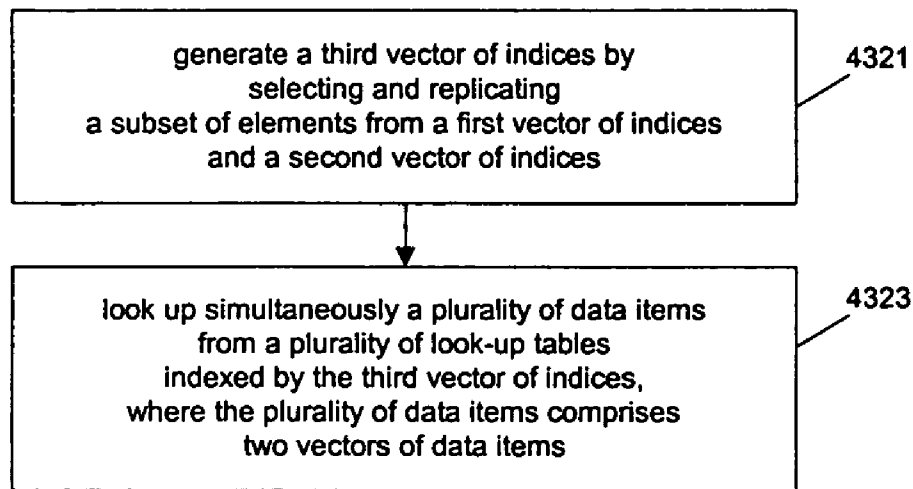 generate a third vector of indices by
selecting and replicating
a subset of elements from a first vector of indices
and a second vector of indices
4321
look up simultaneously a plurality of data items
from a plurality of look-up tables
indexed by the third vector of indices,
where the plurality of data items comprises
two vectors of data items
4323